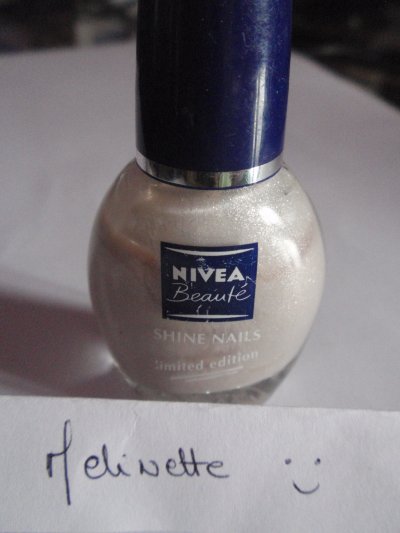 NIVEA
Beauté
SHINE NAILS
limited edition
Melinette :)